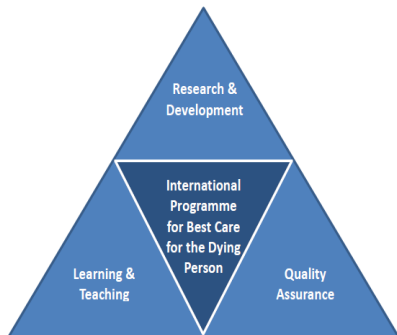 Research &
Development
International
Programme
for Best Care
for the Dying
Person
Learning &
Teaching
Quality
Assurance